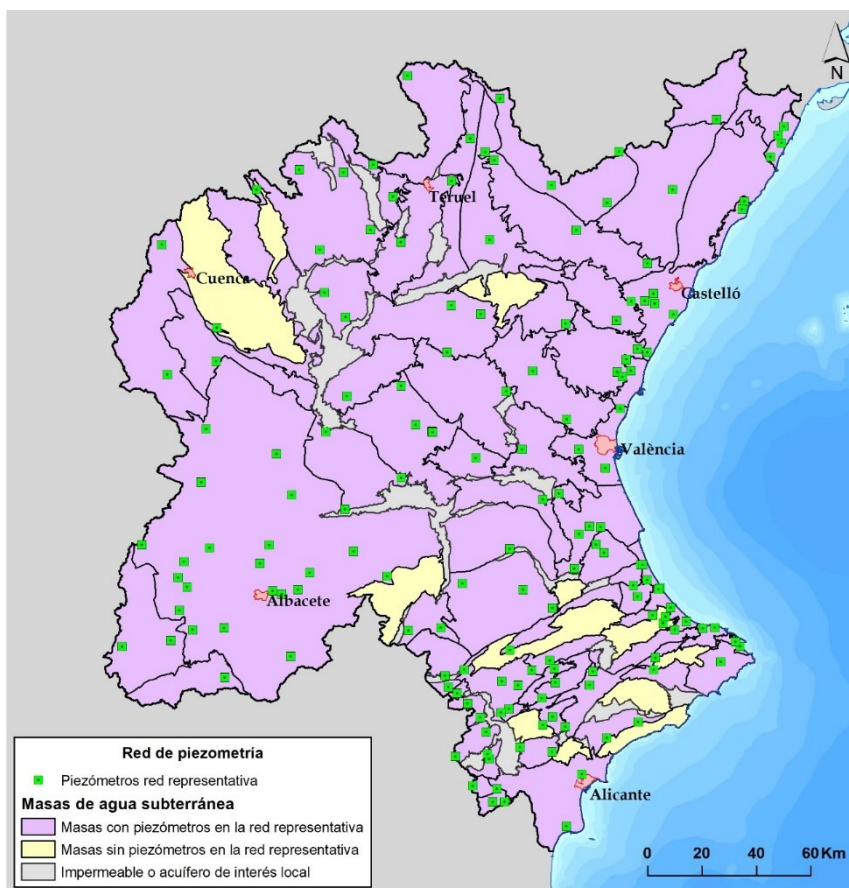 N
Teruel
Cuenca
Castelló
València
Albacete
Alicante
Red de piezometría
Piezómetros red representativa
Masas de agua subterránea
Masas con piezómetros en la red representativa
Masas sin piezómetros en la red representativa
Impermeable o acuífero de interés local
0 20 40 60 Km